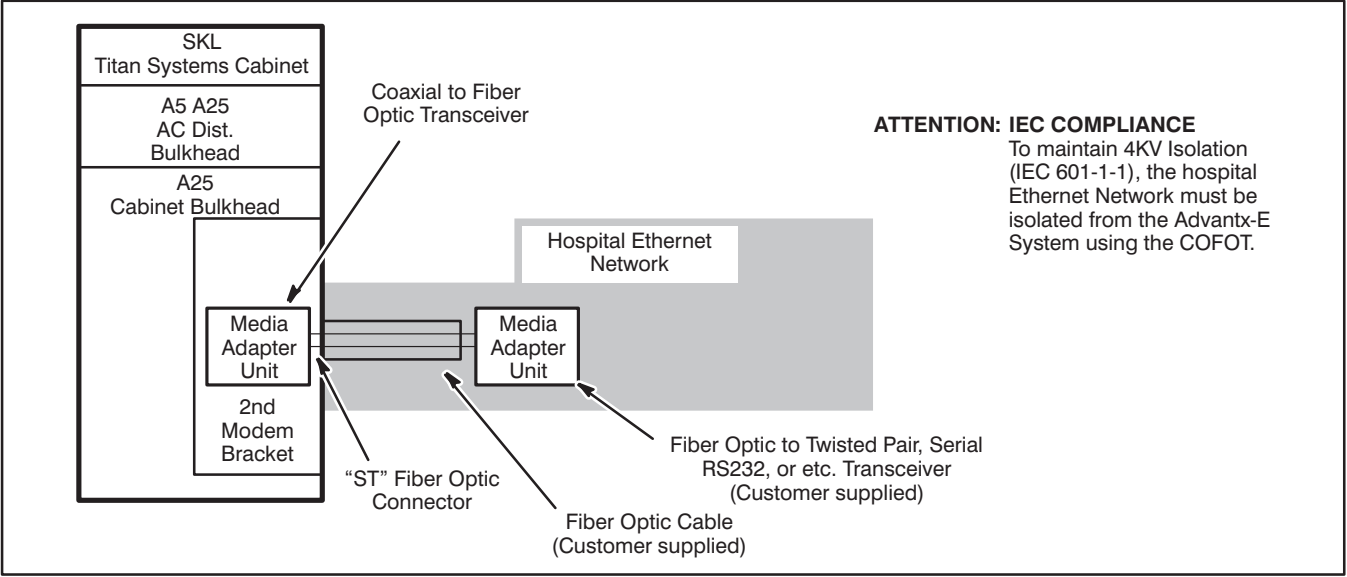 SKL
Titan Systems Cabinet
A5 A25
AC Dist.
Bulkhead
A25
Cabinet Bulkhead
Coaxial to Fiber
Optic Transceiver
ATTENTION: IEC COMPLIANCE
To maintain 4KV Isolation
(IEC 601-1-1), the hospital
Ethernet Network must be
isolated from the Advantx-E
System using the COFOT.
Hospital Ethernet
Network
Media
Adapter
Unit
Media
Adapter
Unit
2nd
Modem
Bracket
“ST” Fiber Optic
Connector
Fiber Optic to Twisted Pair, Serial
RS232, or etc. Transceiver
(Customer supplied)
Fiber Optic Cable
(Customer supplied)